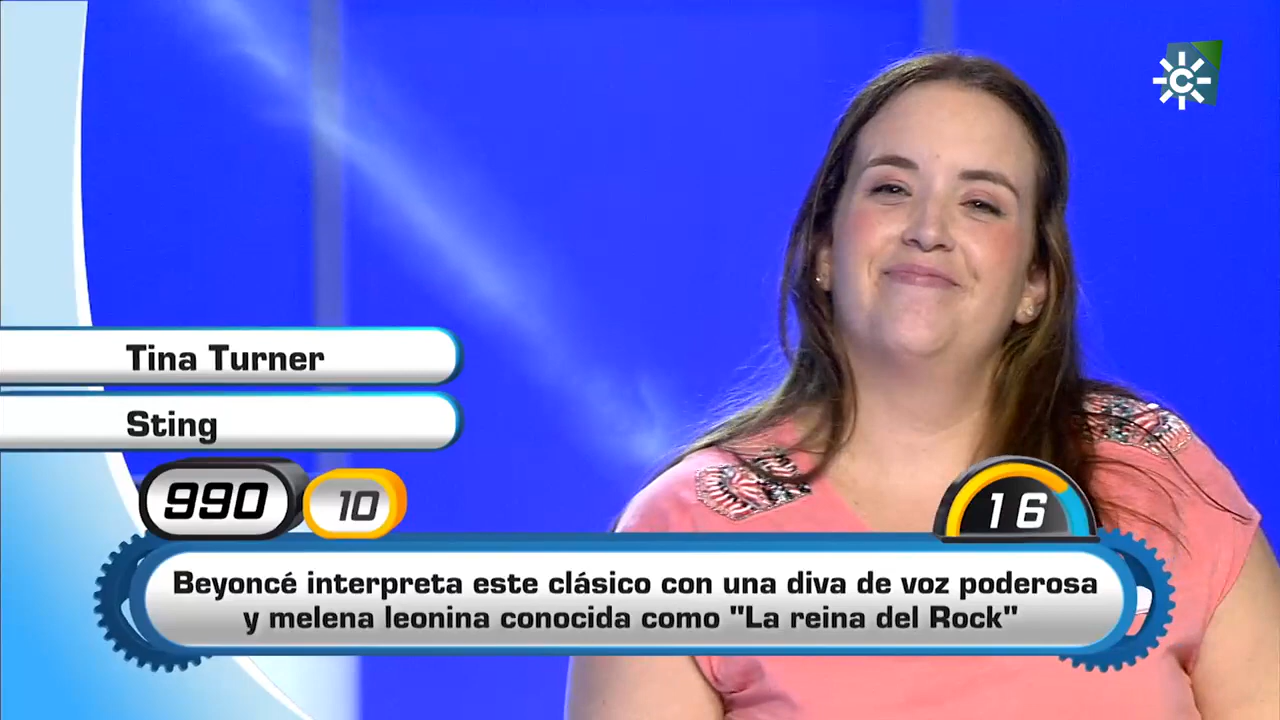 Tina Turner
Sting
990
10
16
Beyoncé interpreta este clásico con una diva de voz poderosa
y melena leonina conocida como "La reina del Rock"
C